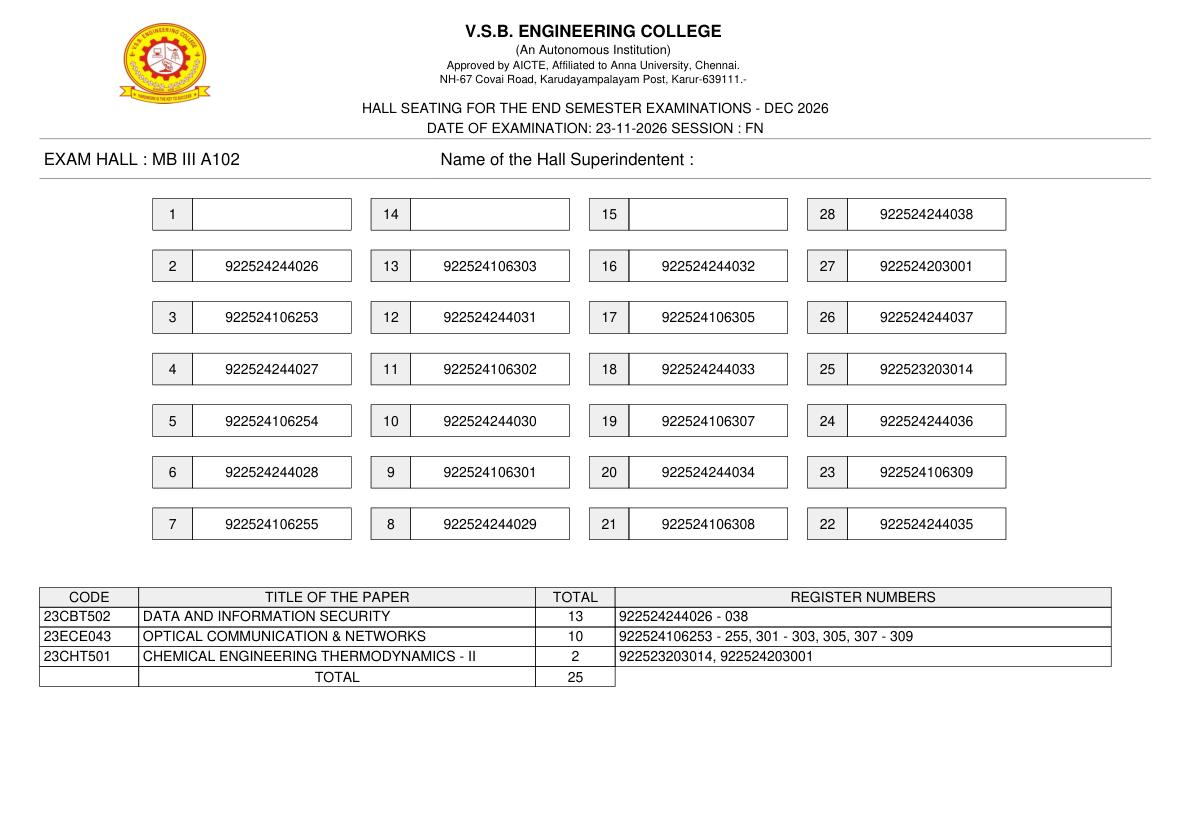 V.S.B. ENGINEERING COLLEGE
(An Autonomous Institution)
Approved by AICTE, Affiliated to Anna University, Chennai.
NH-67 Covai Road, Karudayampalayam Post, Karur-639111.-
HALL SEATING FOR THE END SEMESTER EXAMINATIONS - DEC 2026
DATE OF EXAMINATION: 23-11-2026 SESSION : FN
EXAM HALL : MB III A102 Name of the Hall Superintendent :
1 14 15 28 922524244038
2 922524244026 13 922524106303 16 922524244032 27 922524203001
3 922524106253 12 922524244031 17 922524106305 26 922524244037
4 922524244027 11 922524106302 18 922524244033 25 922523203014
5 922524106254 10 922524244030 19 922524106307 24 922524244036
6 922524244028 9 922524106301 20 922524244034 23 922524106309
7 922524106255 8 922524244029 21 922524106308 22 922524244035
CODE TITLE OF THE PAPER TOTAL REGISTER NUMBERS
23CBT502 DATA AND INFORMATION SECURITY 13 922524244026 - 038
23ECE043 OPTICAL COMMUNICATION & NETWORKS 10 922524106253 - 255, 301 - 303, 305, 307 - 309
23CHT501 CHEMICAL ENGINEERING THERMODYNAMICS - II 2 922523203014, 922524203001
TOTAL 25